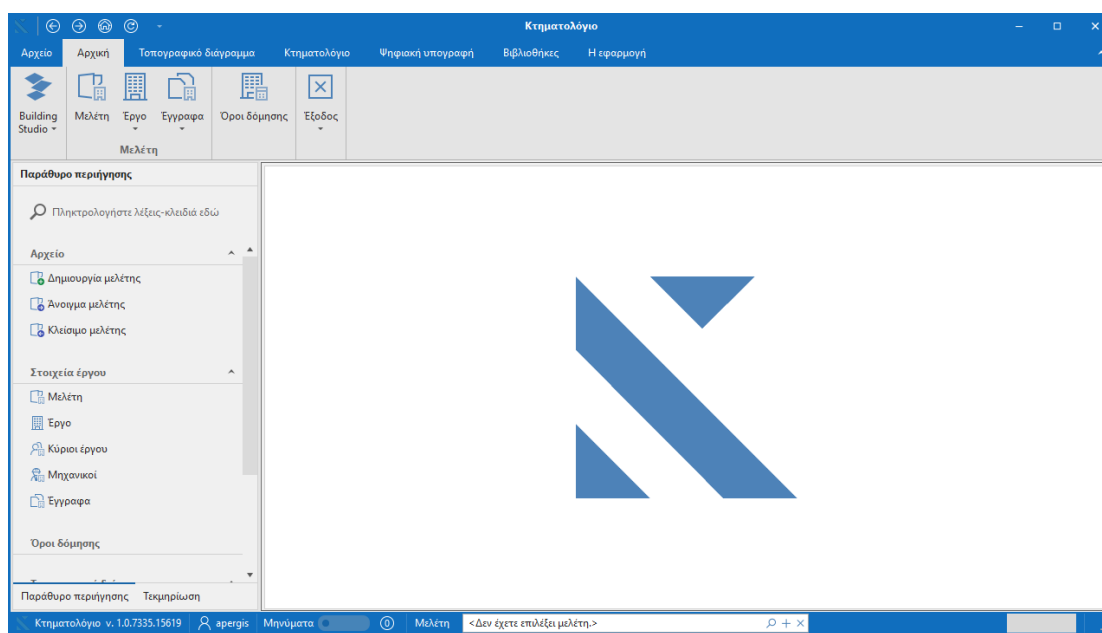 Κτηματολόγιο
Αρχείο Αρχική Τοπογραφικό διάγραμμα Κτηματολόγιο Ψηφιακή υπογραφή Βιβλιοθήκες Η εφαρμογή
Building Studio Μελέτη Έργο Έγγραφα Όροι δόμησης Έξοδος
Μελέτη
Παράθυρο περιήγησης
Πληκτρολογήστε λέξεις-κλειδιά εδώ
Αρχείο
Δημιουργία μελέτης
Άνοιγμα μελέτης
Κλείσιμο μελέτης
Στοιχεία έργου
Μελέτη
Έργο
Κύριοι έργου
Μηχανικοί
Έγγραφα
Όροι δόμησης
Παράθυρο περιήγησης Τεκμηρίωση
Κτηματολόγιο v. 1.0.7335.15619 apergis Μηνύματα 0 Μελέτη <Δεν έχετε επιλέξει μελέτη.>